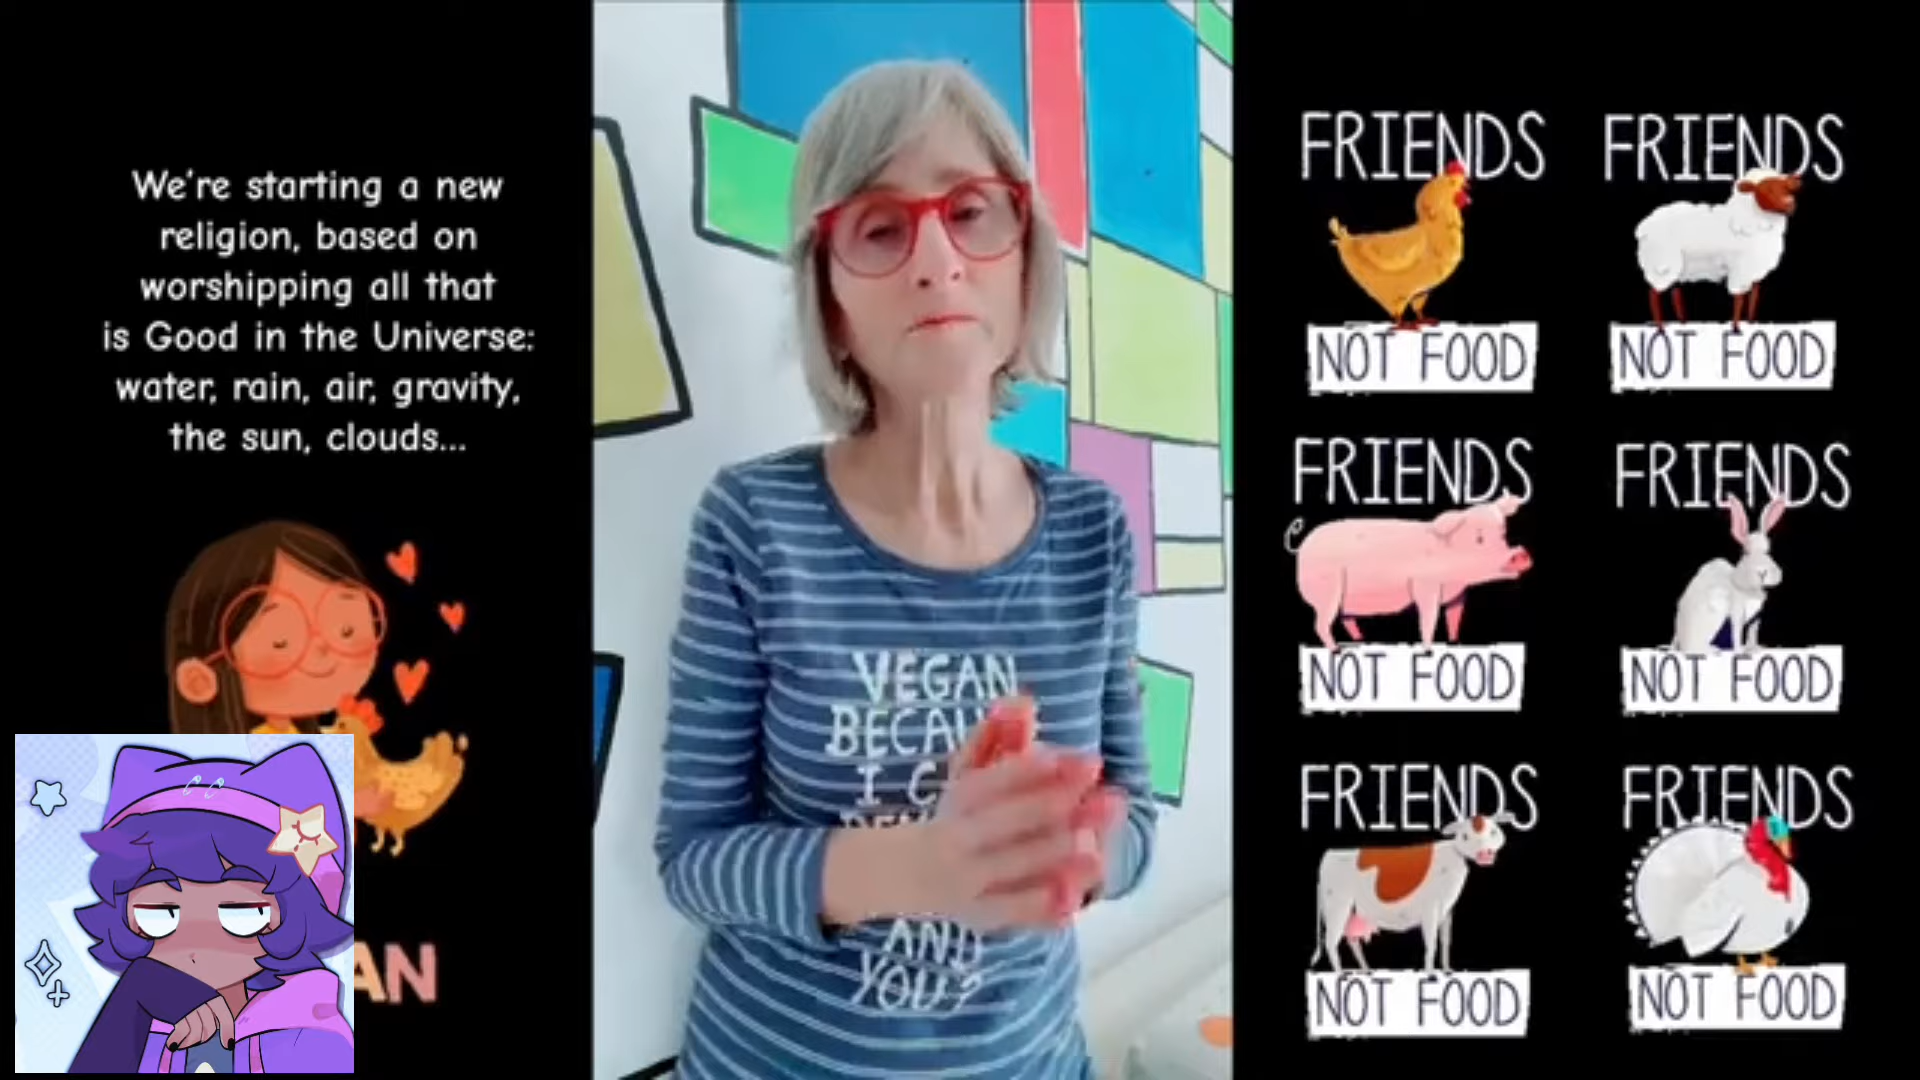 We're starting a new
religion, based on
worshipping all that
is Good in the Universe:
water, rain, air, gravity,
the sun, clouds...
VEGAN
I
AND
YOU?
FRIENDS
NOT FOOD
FRIENDS
NOT FOOD
FRIENDS
NOT FOOD
FRIENDS
NOT FOOD
FRIENDS
NOT FOOD
FRIENDS
NOT FOOD